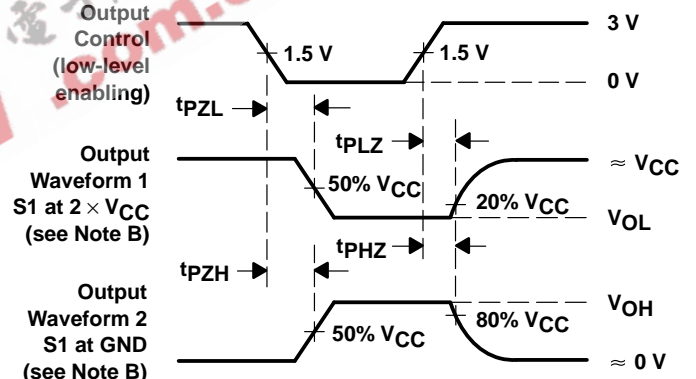 Output
Control
(low-level
enabling)
1.5 V
1.5 V
3 V
0 V
tPZL
tPLZ
Output
Waveform 1
S1 at 2 × VCC
(see Note B)
50% VCC
20% VCC
≈ VCC
VOL
tPZH
tPHZ
Output
Waveform 2
S1 at GND
(see Note B)
50% VCC
80% VCC
VOH
≈ 0 V
.com